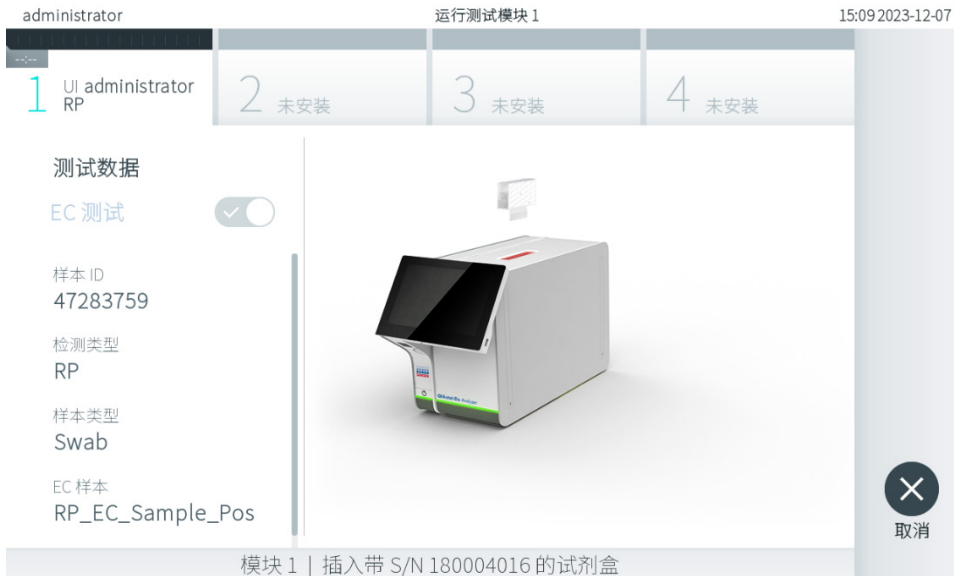 administrator
运行测试模块 1
15:09 2023-12-07
--:--
1 UI administrator
RP
2 未安装
3 未安装
4 未安装
测试数据
EC 测试
样本 ID
47283759
检测类型
RP
样本类型
Swab
EC 样本
RP_EC_Sample_Pos
取消
模块 1 | 插入带 S/N 180004016 的试剂盒